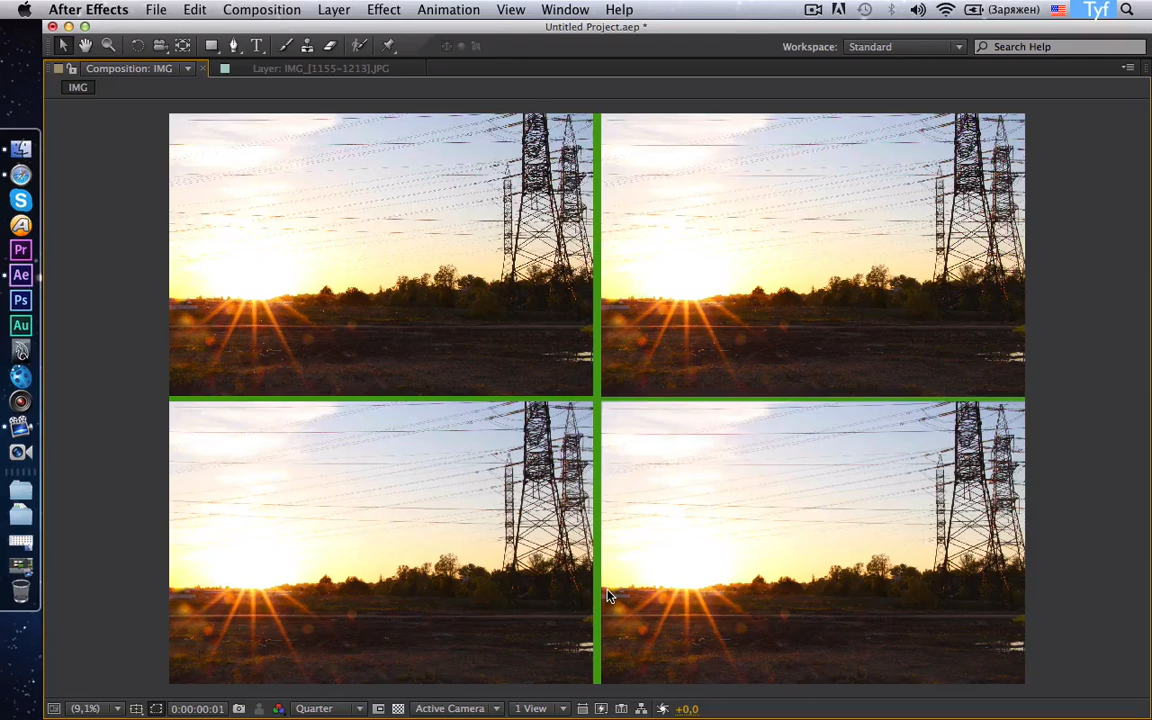 After Effects File Edit Composition Layer Effect Animation View Window Help (Заряжен) Tyf
Untitled Project.aep *
Workspace: Standard Search Help
Composition: IMG Layer: IMG_[1155-1213].JPG
IMG
Pr
Ae
Ps
Au
(9,1%) 0:00:00:01 Quarter Active Camera 1 View +0,0